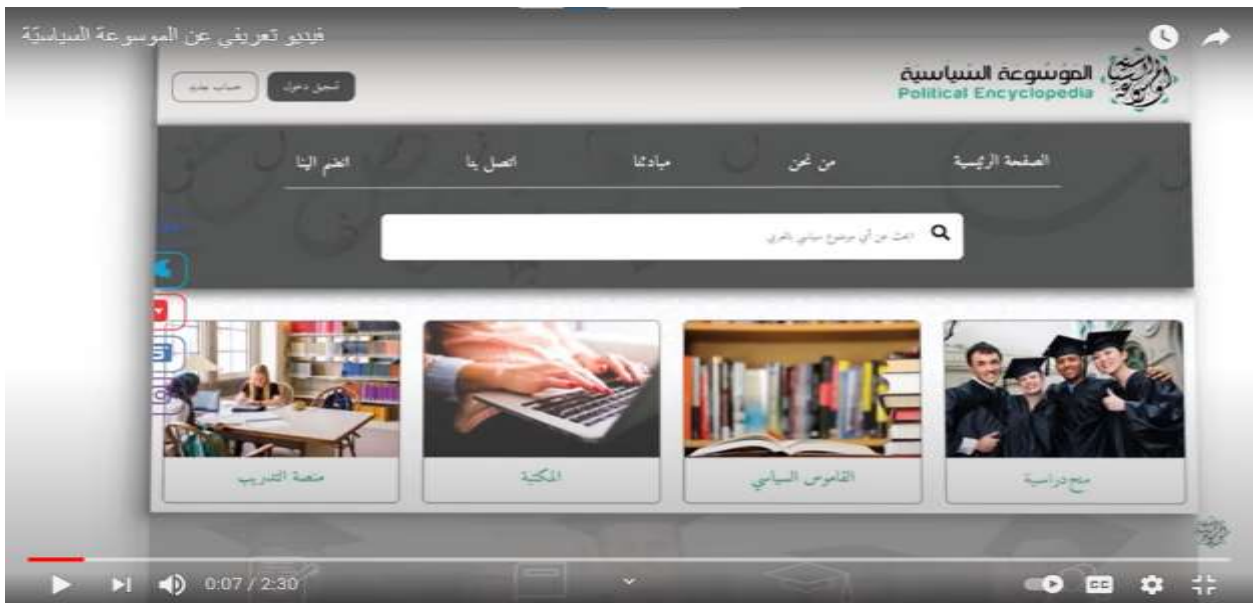 فيديو تعريفي عن الموسوعة السياسيّة
الموسوعة السياسية
Political Encyclopedia
تسجيل دخول
حساب جديد
الصفحة الرئيسية
من نحن
مبادئنا
اتصل بنا
انضم الينا
ابحث عن أي موضوع سياسي بالعربي
منح دراسية
القاموس السياسي
المكتبة
منصة التدريب
0:07 / 2:30
CC